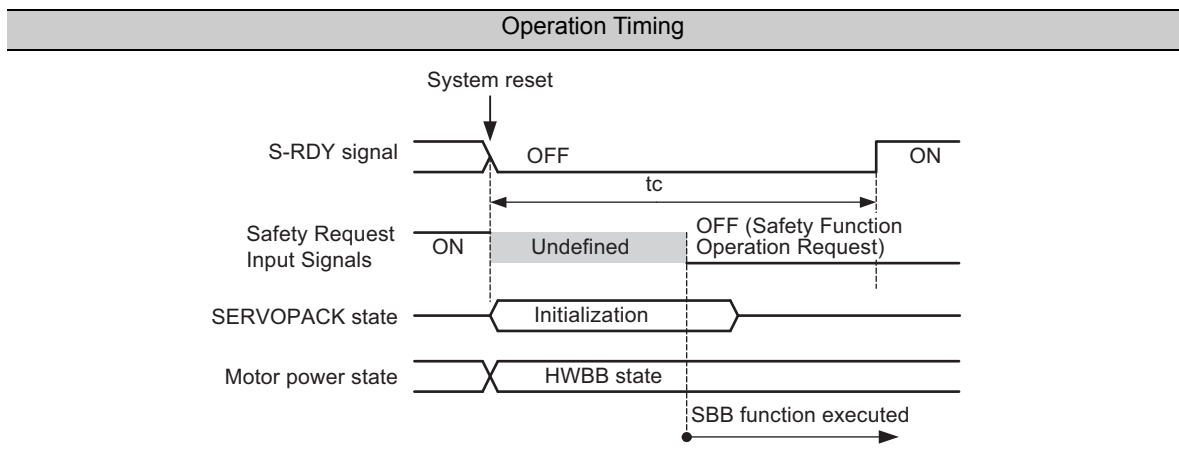 Operation Timing
System reset
S-RDY signal
OFF
ON
tc
Safety Request
Input Signals
ON
Undefined
OFF (Safety Function
Operation Request)
SERVOPACK state
Initialization
Motor power state
HWBB state
SBB function executed